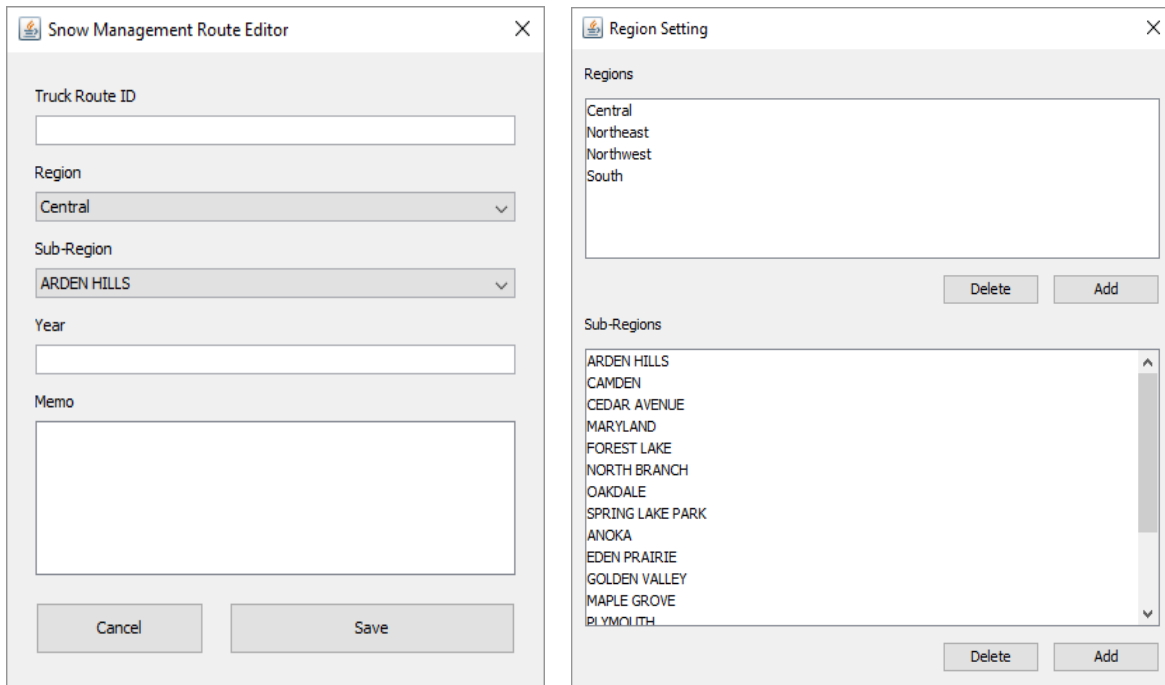 Snow Management Route Editor
Truck Route ID
Region
Central
Sub-Region
ARDEN HILLS
Year
Memo
Cancel Save
Region Setting
Regions
Central
Northeast
Northwest
South
Delete Add
Sub-Regions
ARDEN HILLS
CAMDEN
CEDAR AVENUE
MARYLAND
FOREST LAKE
NORTH BRANCH
OAKDALE
SPRING LAKE PARK
ANOKA
EDEN PRAIRIE
GOLDEN VALLEY
MAPLE GROVE
PLYMOUTH
Delete Add